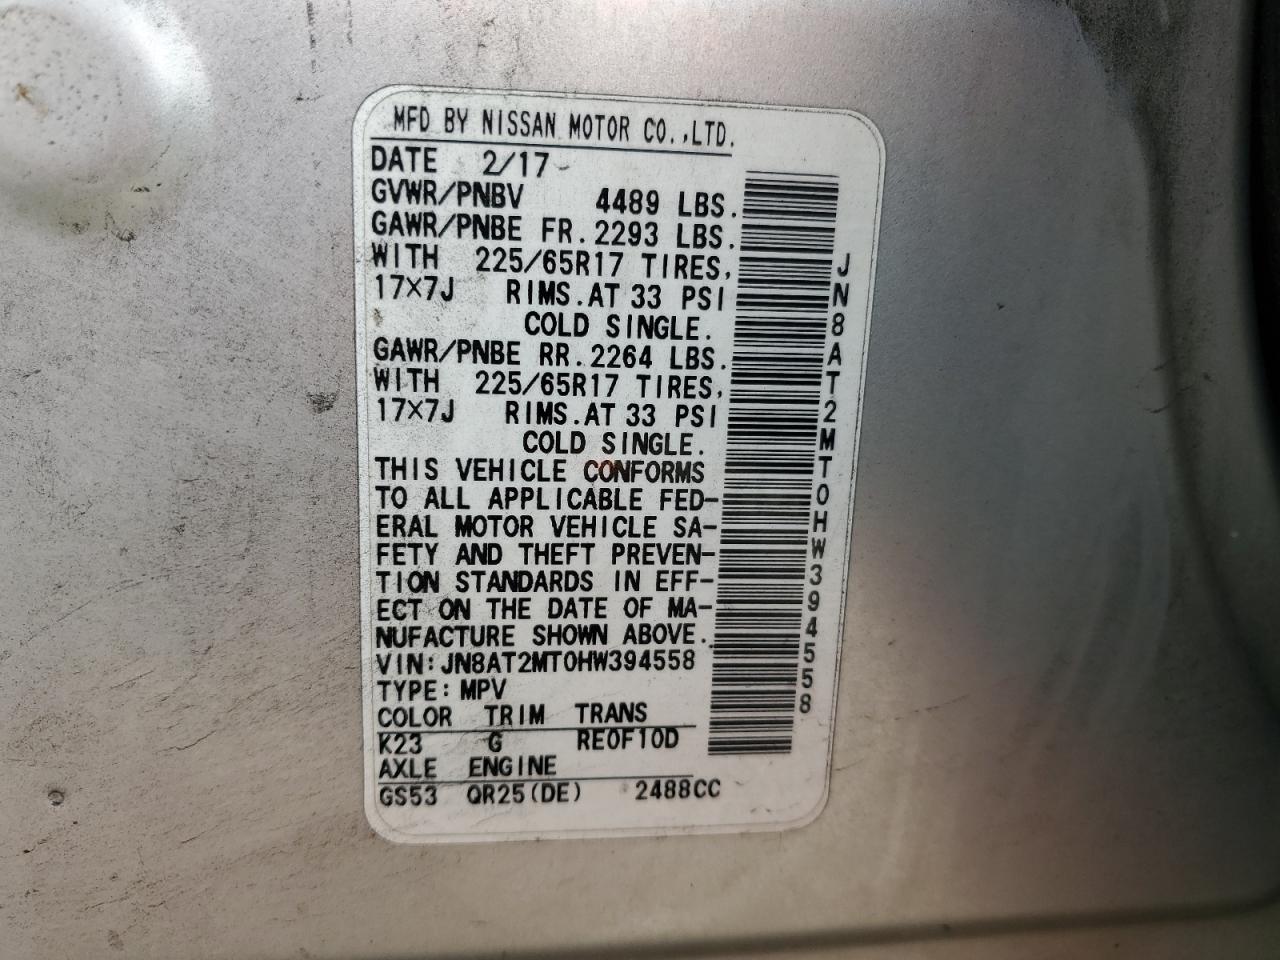 MFD BY NISSAN MOTOR CO.,LTD.
DATE 2/17
GVWR/PNBV 4489 LBS.
GAWR/PNBE FR.2293 LBS.
WITH 225/65R17 TIRES,
17×7J RIMS.AT 33 PSI
COLD SINGLE.
GAWR/PNBE RR.2264 LBS.
WITH 225/65R17 TIRES,
17×7J RIMS.AT 33 PSI
COLD SINGLE.
THIS VEHICLE CONFORMS
TO ALL APPLICABLE FED-
ERAL MOTOR VEHICLE SA-
FETY AND THEFT PREVEN-
TION STANDARDS IN EFF-
ECT ON THE DATE OF MA-
NUFACTURE SHOWN ABOVE.
VIN:JN8AT2MT0HW394558
TYPE:MPV
COLOR TRIM TRANS
K23 G RE0F10D
AXLE ENGINE
GS53 QR25(DE) 2488CC
JN8AT2MT0HW394558